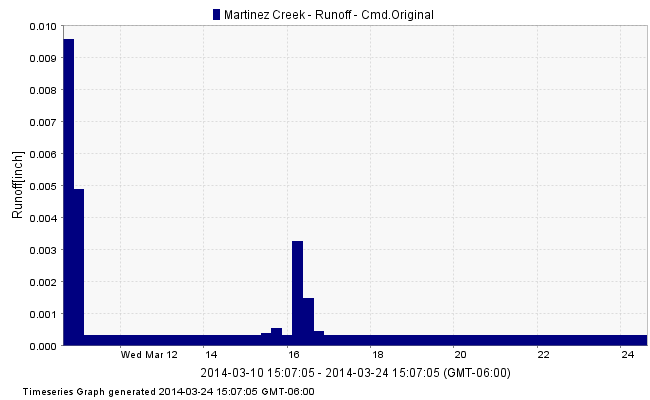 Martinez Creek - Runoff - Cmd.Original
0.010
0.009
0.008
0.007
0.006
0.005
0.004
0.003
0.002
0.001
0.000
Runoff[inch]
Wed Mar 12 14 16 18 20 22 24
2014-03-10 15:07:05 - 2014-03-24 15:07:05 (GMT-06:00)
Timeseries Graph generated 2014-03-24 15:07:05 GMT-06:00